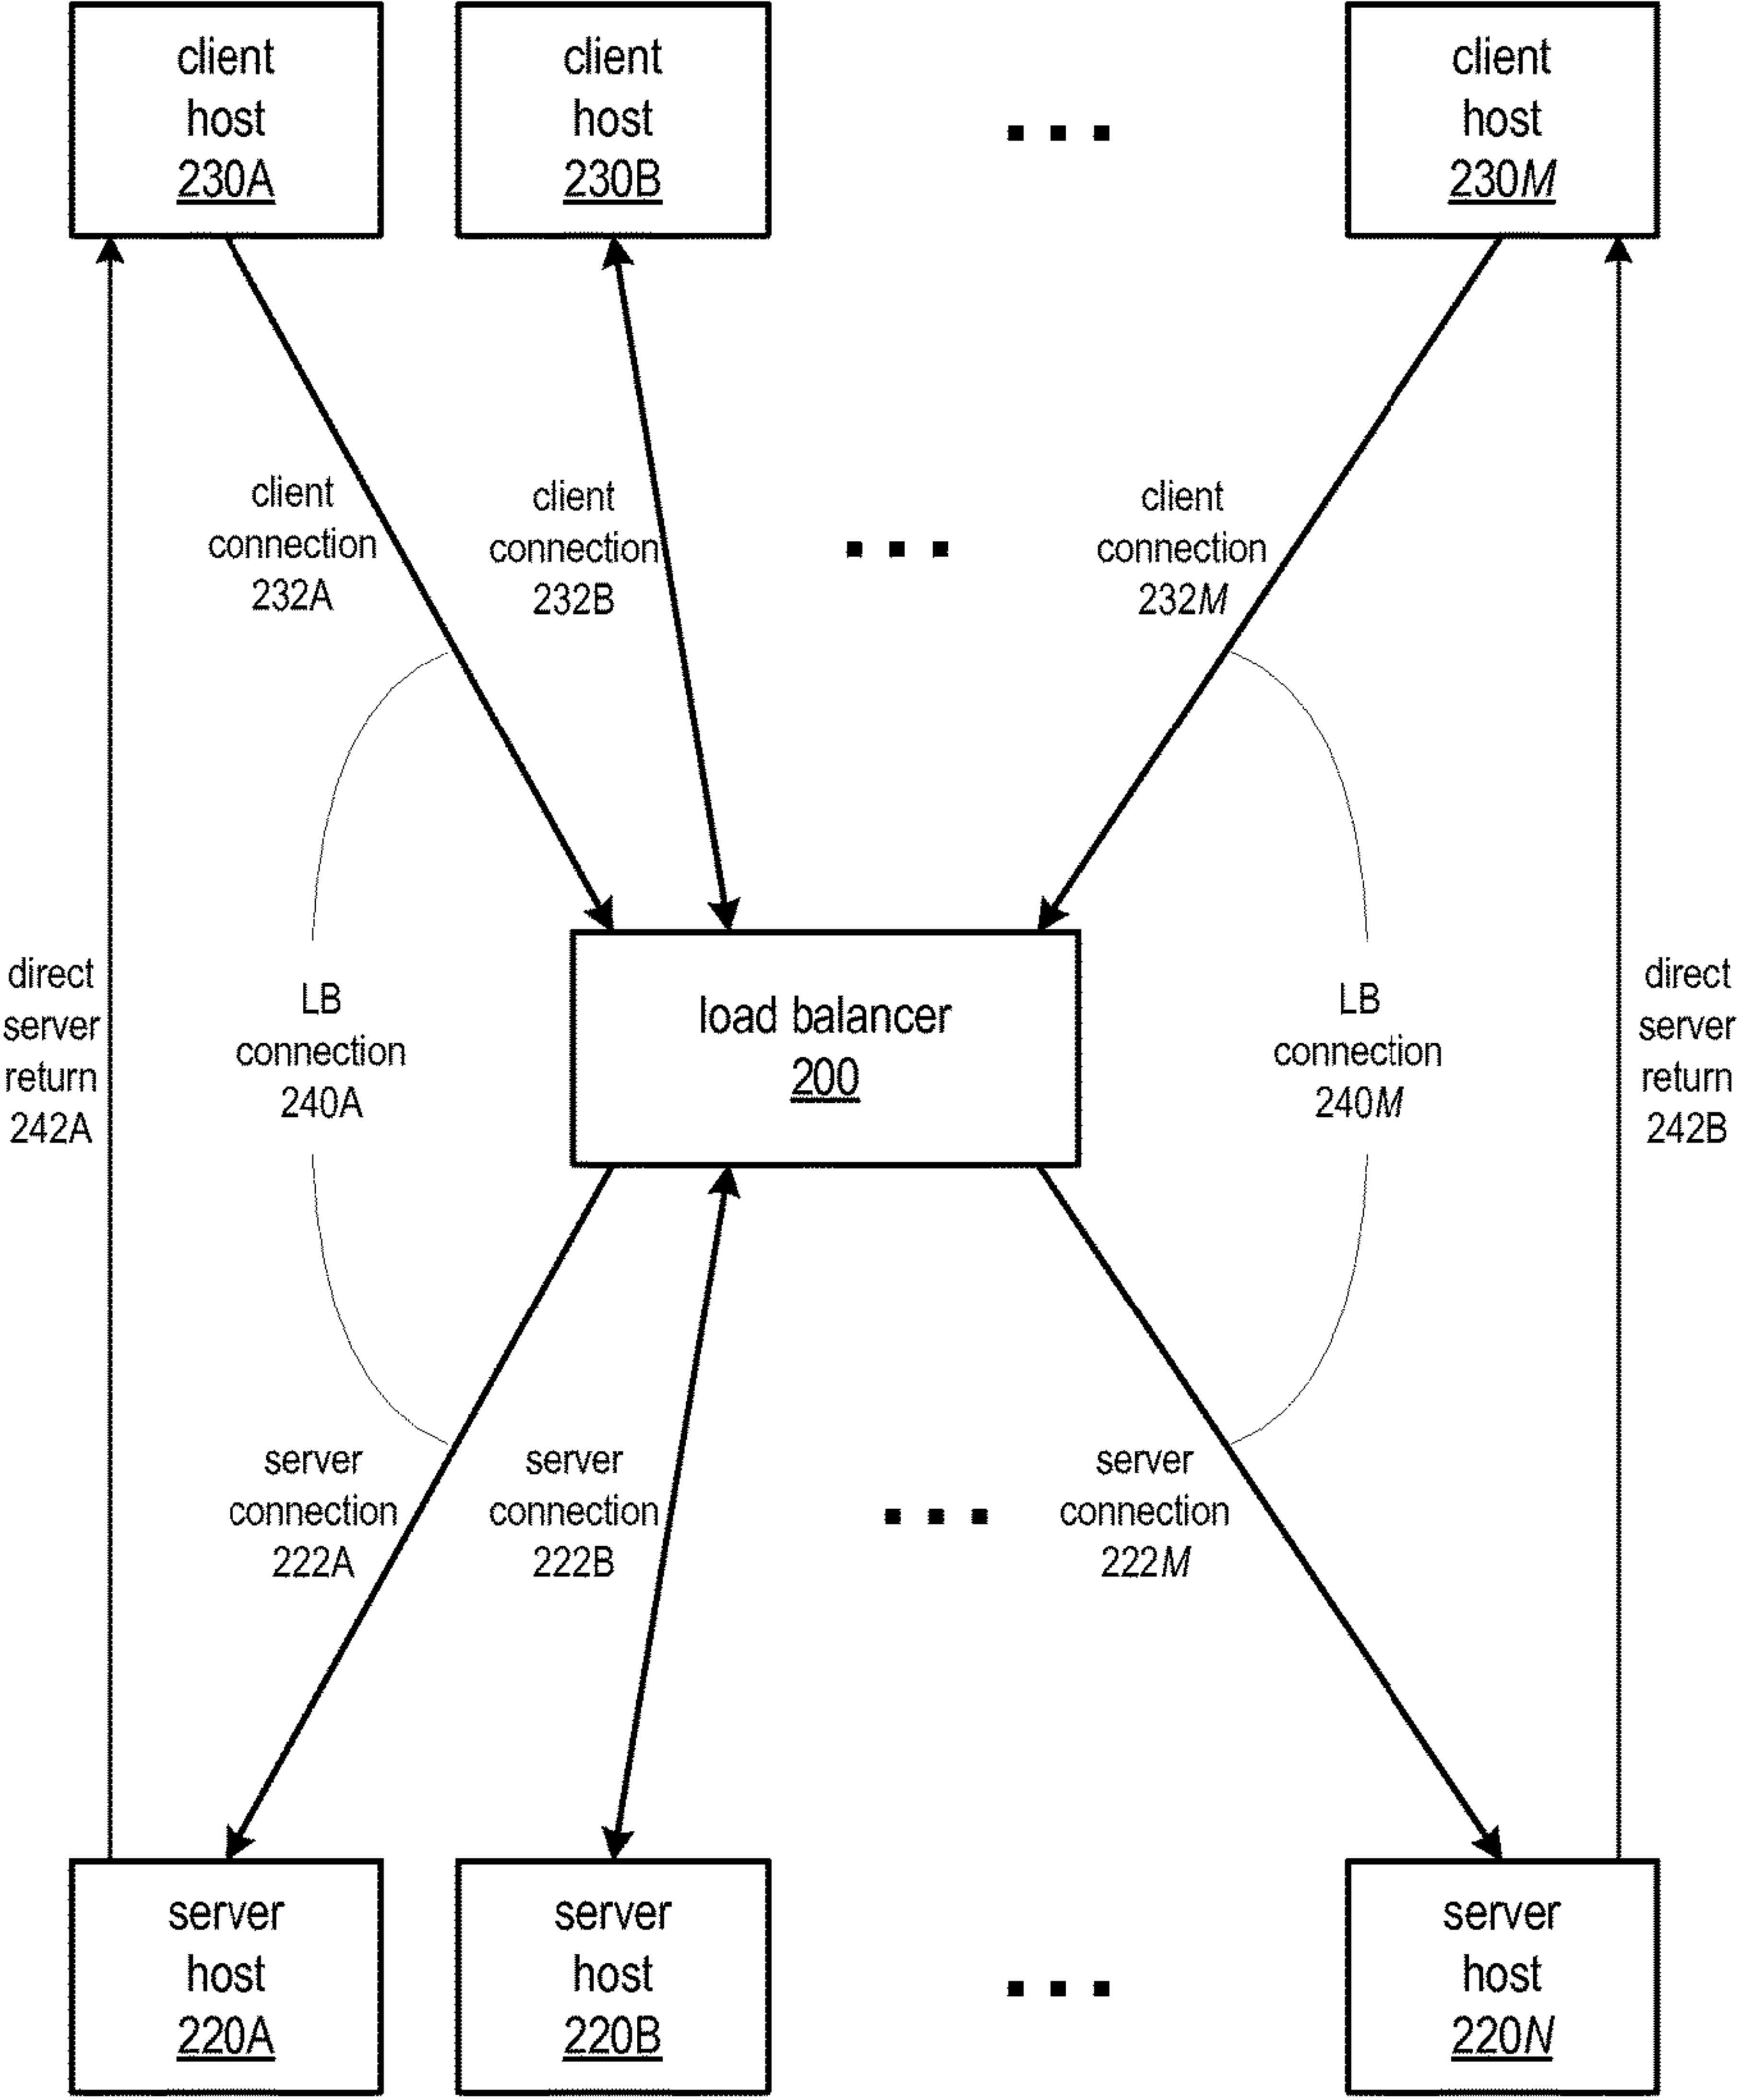 client
host
230A
client
host
230B
client
host
230M
client
connection
232A
client
connection
232B
client
connection
232M
direct
server
return
242A
LB
connection
240A
load balancer
200
LB
connection
240M
direct
server
return
242B
server
connection
222A
server
connection
222B
server
connection
222M
server
host
220A
server
host
220B
server
host
220N